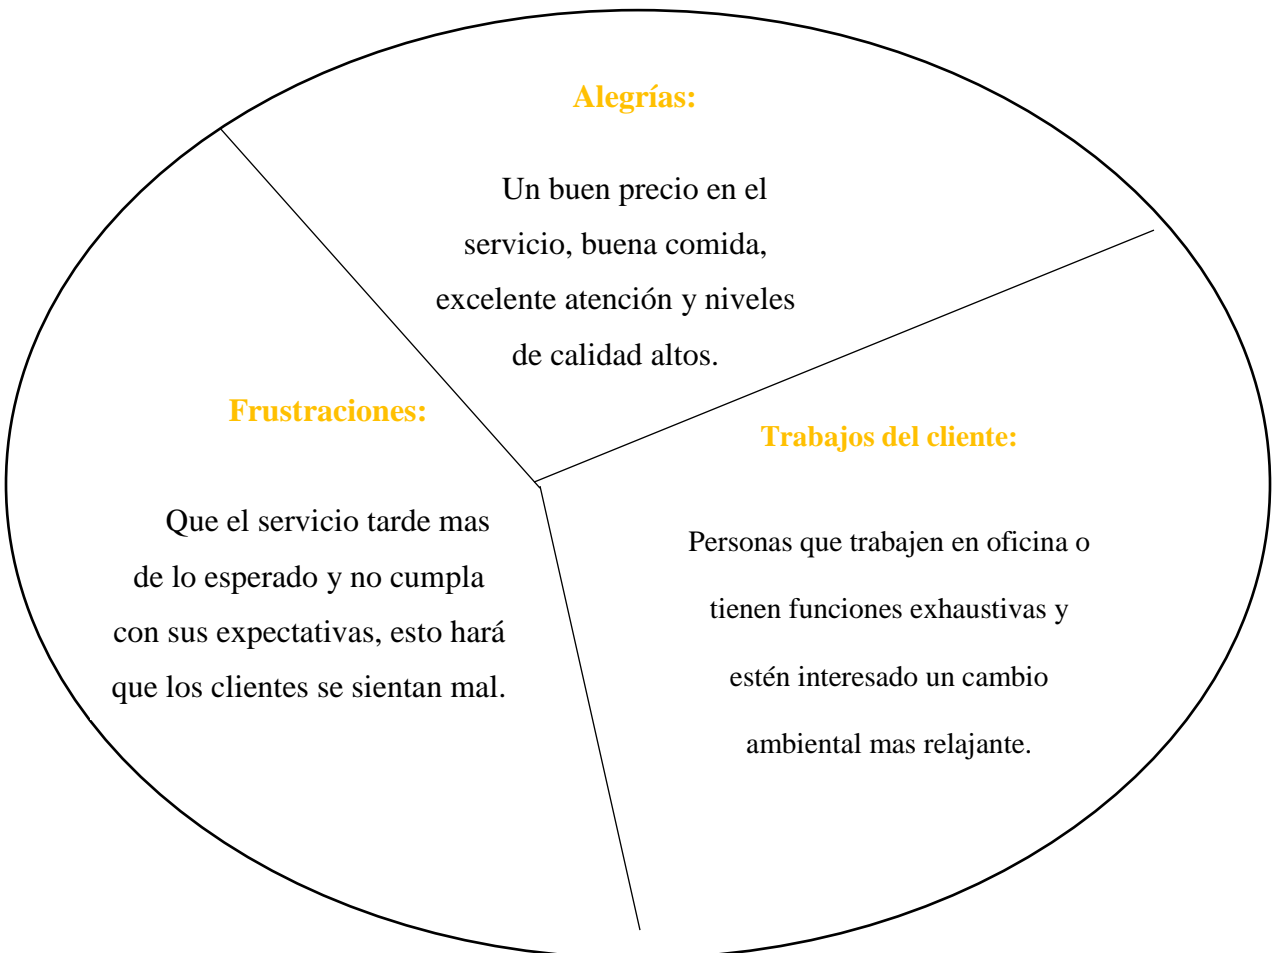 Alegrías:
Un buen precio en el
servicio, buena comida,
excelente atención y niveles
de calidad altos.
Frustraciones:
Que el servicio tarde mas
de lo esperado y no cumpla
con sus expectativas, esto hará
que los clientes se sientan mal.
Trabajos del cliente:
Personas que trabajen en oficina o
tienen funciones exhaustivas y
estén interesado un cambio
ambiental mas relajante.